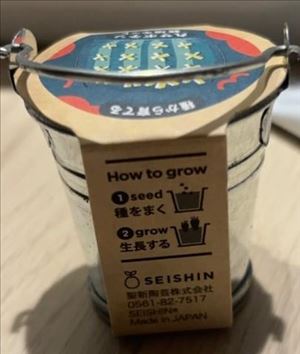 種から育てる
How to grow
1 seed
種をまく
2 grow
生長する
SEISHIN
聖新陶芸株式会社
0561-82-7517
SEISHIN®
Made in JAPAN